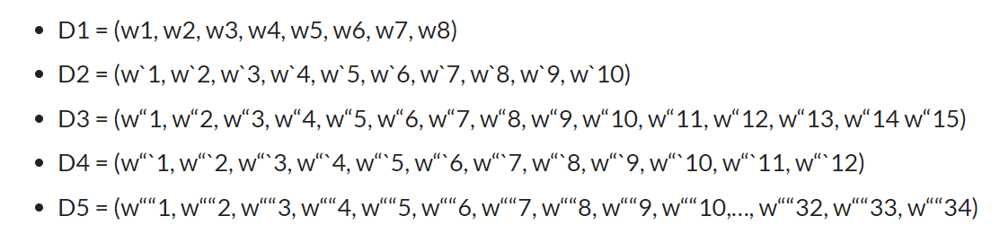 • D1 = (w1, w2, w3, w4, w5, w6, w7, w8)
• D2 = (w`1, w`2, w`3, w`4, w`5, w`6, w`7, w`8, w`9, w`10)
• D3 = (w“1, w“2, w“3, w“4, w“5, w“6, w“7, w“8, w“9, w“10, w“11, w“12, w“13, w“14 w“15)
• D4 = (w“`1, w“`2, w“`3, w“`4, w“`5, w“`6, w“`7, w“`8, w“`9, w“`10, w“`11, w“`12)
• D5 = (w““1, w““2, w““3, w““4, w““5, w““6, w““7, w““8, w““9, w““10,…, w““32, w““33, w““34)